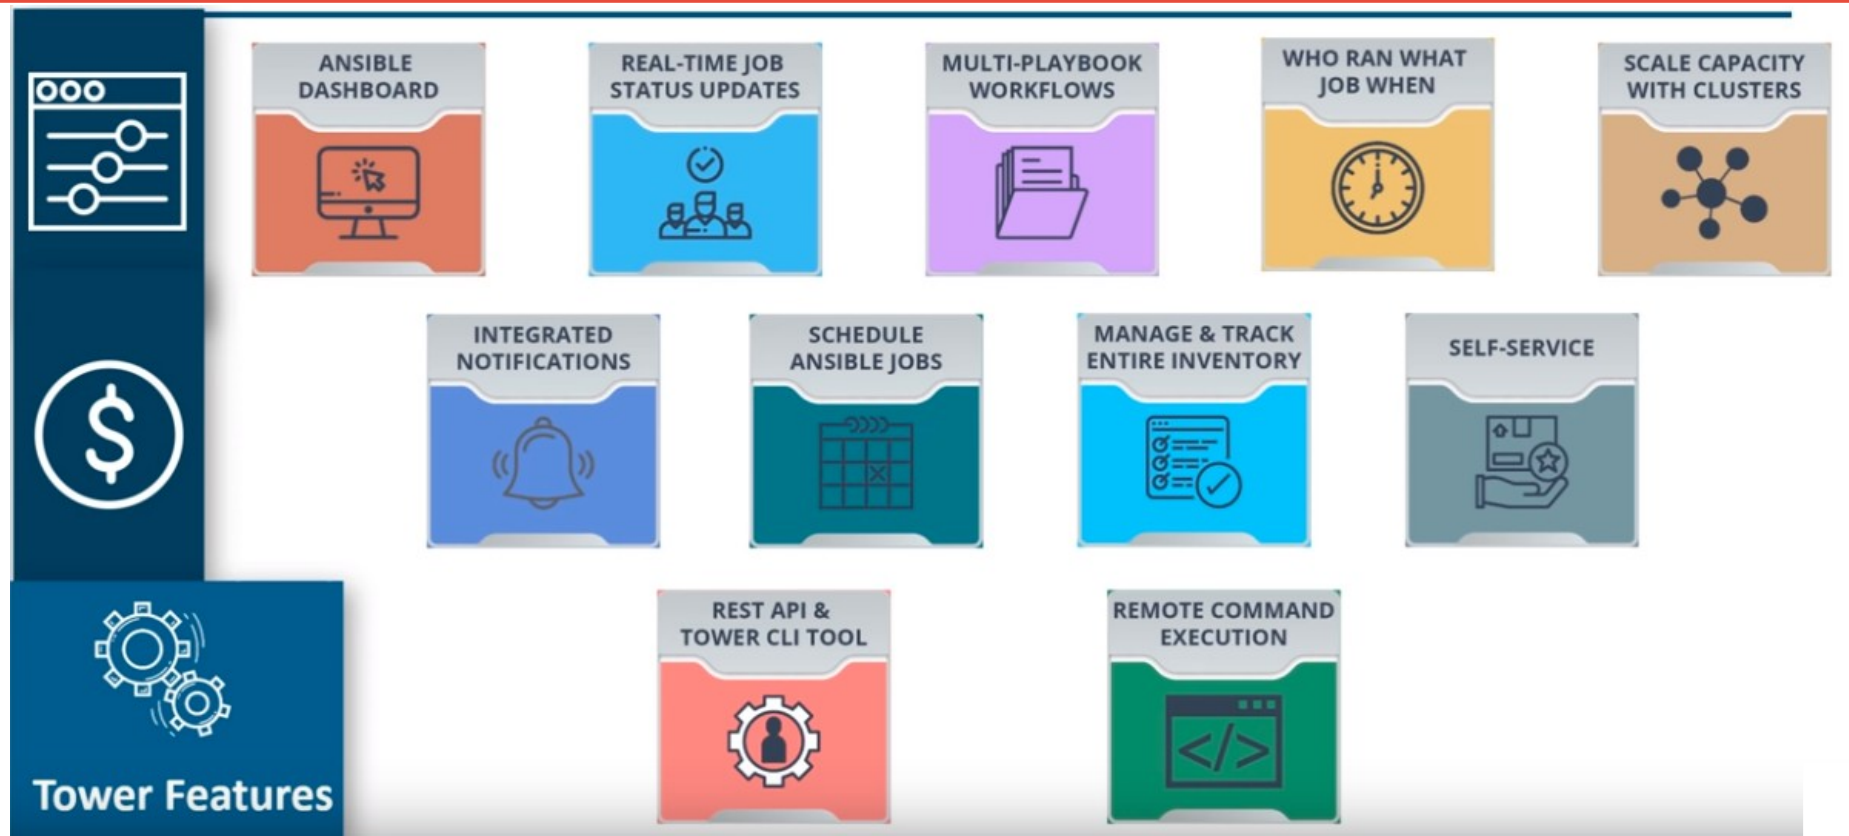 ANSIBLE
DASHBOARD
REAL-TIME JOB
STATUS UPDATES
MULTI-PLAYBOOK
WORKFLOWS
WHO RAN WHAT
JOB WHEN
SCALE CAPACITY
WITH CLUSTERS
INTEGRATED
NOTIFICATIONS
SCHEDULE
ANSIBLE JOBS
MANAGE & TRACK
ENTIRE INVENTORY
SELF-SERVICE
REST API &
TOWER CLI TOOL
REMOTE COMMAND
EXECUTION
</>
$
Tower Features